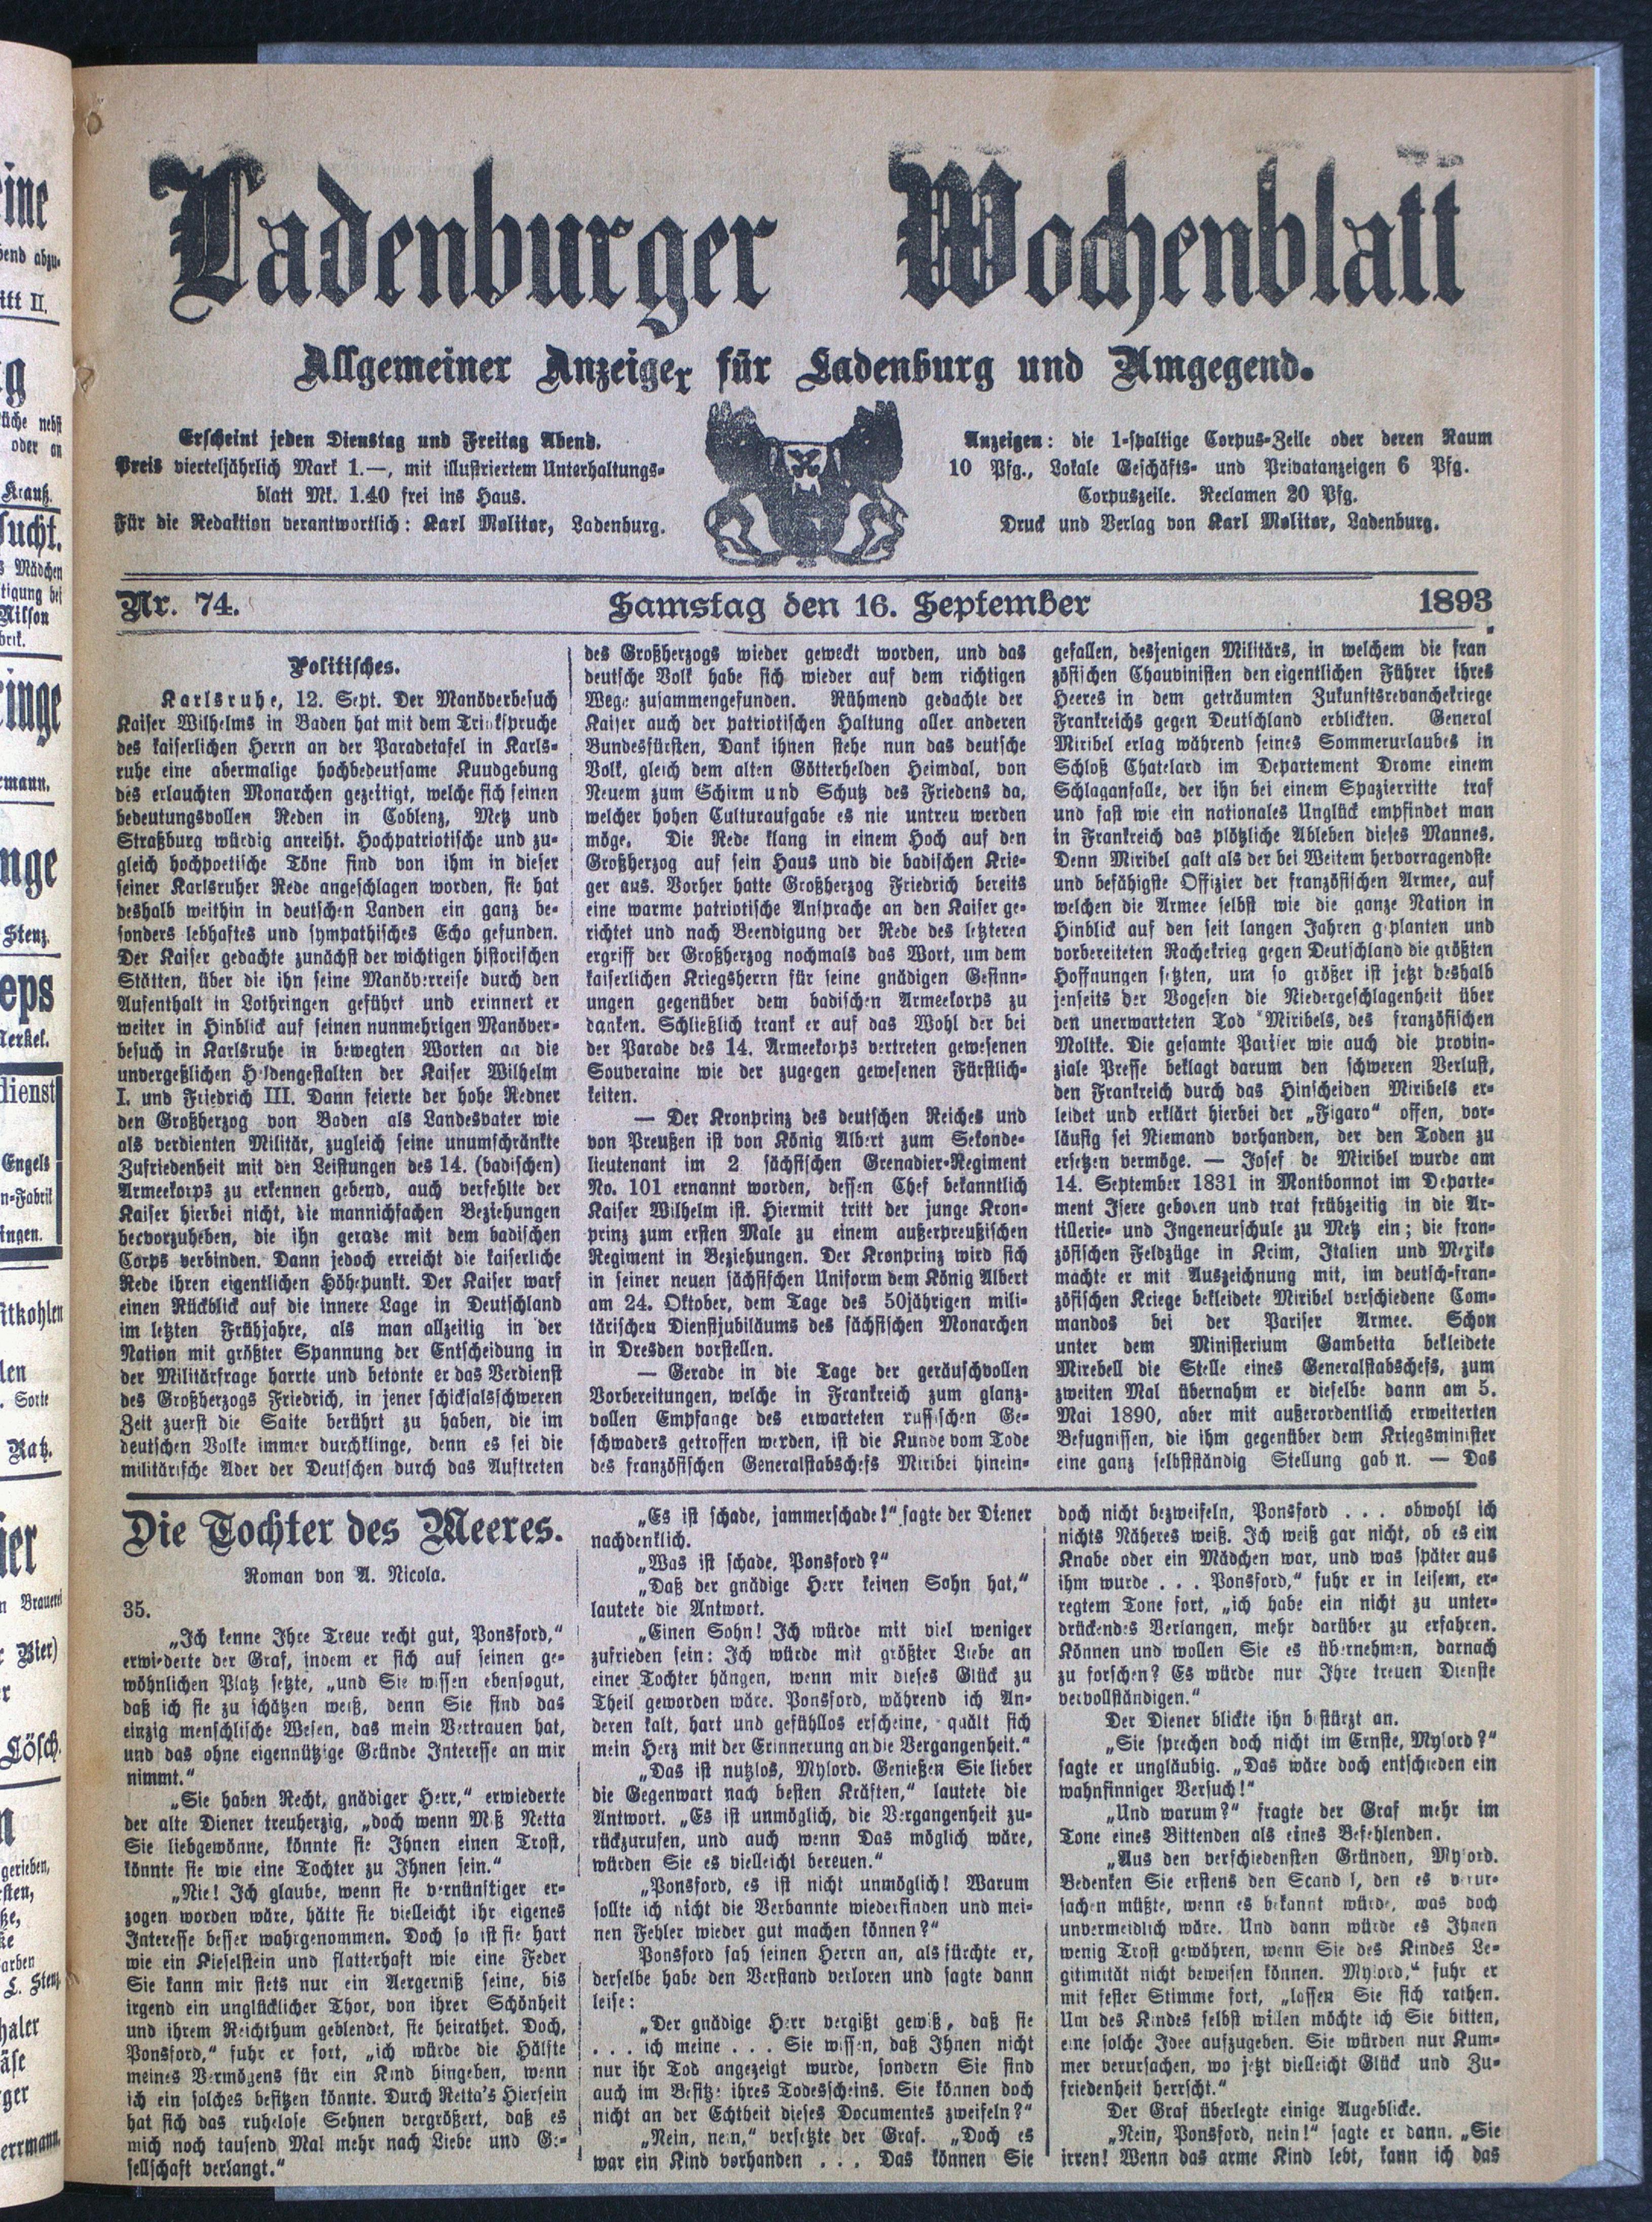 Ladenburger Wochenblatt
Allgemeiner Anzeiger für Ladenburg und Umgegend.
Erscheint jeden Dienstag und Freitag Abend.
Preis vierteljährlich Mark 1.—, mit illustriertem Unterhaltungs-
blatt Mk. 1.40 frei ins Haus.
Für die Redaktion verantwortlich: Karl Molitor, Ladenburg.
Anzeigen: die 1-spaltige Corpus-Zeile oder deren Raum
10 Pfg., Lokale Geschäfts- und Privatanzeigen 6 Pfg.
Corpuszeile. Reclamen 20 Pfg.
Druck und Verlag von Karl Molitor, Ladenburg.
Nr. 74. Samstag den 16. September 1893
Politisches.
Karlsruhe, 12. Sept. Der Manöverbesuch
Kaiser Wilhelms in Baden hat mit dem Trinkspruche
des kaiserlichen Herrn an der Paradetafel in Karls-
ruhe eine abermalige hochbedeutsame Kuudgebung
des erlauchten Monarchen gezeitigt, welche sich seinen
bedeutungsvollen Reden in Coblenz, Metz und
Straßburg würdig anreiht. Hochpatriotische und zu-
gleich hochpoetische Töne sind von ihm in dieser
seiner Karlsruher Rede angeschlagen worden, sie hat
deshalb weithin in deutschen Landen ein ganz be-
sonders lebhaftes und sympathisches Echo gefunden.
Der Kaiser gedachte zunächst der wichtigen historischen
Stätten, über die ihn seine Manöverreise durch den
Aufenthalt in Lothringen geführt und erinnert er
weiter in Hinblick auf seinen nunmehrigen Manöver-
besuch in Karlsruhe in bewegten Worten an die
unvergeßlichen Heldengestalten der Kaiser Wilhelm
I. und Friedrich III. Dann feierte der hohe Redner
den Großherzog von Baden als Landesvater wie
als verdienten Militär, zugleich seine unumschränkte
Zufriedenheit mit den Leistungen des 14. (badischen)
Armeekorps zu erkennen gebend, auch verfehlte der
Kaiser hierbei nicht, die mannichfachen Beziehungen
hervorzuheben, die ihn gerade mit dem badischen
Corps verbinden. Dann jedoch erreicht die kaiserliche
Rede ihren eigentlichen Höhepunkt. Der Kaiser warf
einen Rückblick auf die innere Lage in Deutschland
im letzten Frühjahre, als man allzeitig in der
Nation mit größter Spannung der Entscheidung in
der Militärfrage harrte und betonte er das Verdienst
des Großherzogs Friedrich, in jener schicksalsschweren
Zeit zuerst die Saite berührt zu haben, die im
deutschen Volke immer durchklinge, denn es sei die
militärische Ader der Deutschen durch das Auftreten
des Großherzogs wieder geweckt worden, und das
deutsche Volk habe sich wieder auf dem richtigen
Wege zusammengefunden. Rühmend gedachte der
Kaiser auch der patriotischen Haltung aller anderen
Bundesfürsten, Dank ihnen stehe nun das deutsche
Volk, gleich dem alten Götterhelden Heimdal, von
Neuem zum Schirm und Schutz des Friedens da,
welcher hohen Culturaufgabe es nie untreu werden
möge. Die Rede klang in einem Hoch auf den
Großherzog auf sein Haus und die badischen Krie-
ger aus. Vorher hatte Großherzog Friedrich bereits
eine warme patriotische Ansprache an den Kaiser ge-
richtet und nach Beendigung der Rede des letzteren
ergriff der Großherzog nochmals das Wort, um dem
kaiserlichen Kriegsherrn für seine gnädigen Gesinn-
ungen gegenüber dem badischen Armeekorps zu
danken. Schließlich trank er auf das Wohl der bei
der Parade des 14. Armeekorps vertreten gewesenen
Souveraine wie der zugegen gewesenen Fürstlich-
keiten.
— Der Kronprinz des deutschen Reiches und
von Preußen ist von König Albert zum Sekonde-
lieutenant im 2 sächsischen Grenadier-Regiment
No. 101 ernannt worden, dessen Chef bekanntlich
Kaiser Wilhelm ist. Hiermit tritt der junge Kron-
prinz zum ersten Male zu einem außerpreußischen
Regiment in Beziehungen. Der Kronprinz wird sich
in seiner neuen sächsischen Uniform dem König Albert
am 24. Oktober, dem Tage des 50jährigen mili-
tärischen Dienstjubiläums des sächsischen Monarchen
in Dresden vorstellen.
— Gerade in die Tage der geräuschvollen
Vorbereitungen, welche in Frankreich zum glanz-
vollen Empfange des erwarteten russischen Ge-
schwaders getroffen werden, ist die Kunde vom Tode
des französischen Generalstabschefs Miribel hinein-
gefallen, desjenigen Militärs, in welchem die fran
zösischen Chauvinisten den eigentlichen Führer ihres
Heeres in dem geträumten Zukunftsrevanchekriege
Frankreichs gegen Deutschland erblickten. General
Miribel erlag während seines Sommerurlaubes in
Schloß Chatelard im Departement Drome einem
Schlaganfalle, der ihn bei einem Spazierritte traf
und fast wie ein nationales Unglück empfindet man
in Frankreich das plötzliche Ableben dieses Mannes.
Denn Miribel galt als der bei Weitem hervorragendste
und befähigste Offizier der französischen Armee, auf
welchen die Armee selbst wie die ganze Nation in
Hinblick auf den seit langen Jahren geplanten und
vorbereiteten Rachekrieg gegen Deutschland die größten
Hoffnungen setzten, um so größer ist jetzt deshalb
jenseits der Vogesen die Niedergeschlagenheit über
den unerwarteten Tod Miribels, des französischen
Moltke. Die gesamte Pariser wie auch die provin-
ziale Presse beklagt darum den schweren Verlust,
den Frankreich durch das Hinscheiden Miribels er-
leidet und erklärt hierbei der „Figaro“ offen, vor-
läufig sei Niemand vorhanden, der den Toden zu
ersetzen vermöge. — Josef de Miribel wurde am
14. September 1831 in Montbonnot im Departe-
ment Isere geboren und trat frühzeitig in die Ar-
tillerie- und Ingeneurschule zu Metz ein; die fran-
zösischen Feldzüge in Krim, Italien und Mexiko
machte er mit Auszeichnung mit, im deutsch-fran-
zösischen Kriege bekleidete Miribel verschiedene Com-
mandos bei der Pariser Armee. Schon
unter dem Ministerium Gambetta bekleidete
Mirebell die Stelle eines Generalstabschefs, zum
zweiten Mal übernahm er dieselbe dann am 5.
Mai 1890, aber mit außerordentlich erweiterten
Befugnissen, die ihm gegenüber dem Kriegsminister
eine ganz selbstständig Stellung gaben. — Das
Die Tochter des Meeres.
Roman von A. Nicola.
35.
„Ich kenne Ihre Treue recht gut, Ponsford,“
erwiederte der Graf, indem er sich auf seinen ge-
wöhnlichen Platz setzte, „und Sie wissen ebensogut,
daß ich sie zu schätzen weiß, denn Sie sind das
einzig menschlische Wesen, das mein Vertrauen hat,
und das ohne eigennützige Gründe Interesse an mir
nimmt.“
„Sie haben Recht, gnädiger Herr,“ erwiederte
der alte Diener treuherzig, „doch wenn Miß Netta
Sie liebgewönne, könnte sie Ihnen einen Trost,
könnte sie wie eine Tochter zu Ihnen sein.“
„Nie! Ich glaube, wenn sie vernünftiger er-
zogen worden wäre, hätte sie vielleicht ihr eigenes
Interesse besser wahrgenommen. Doch so ist sie hart
wie ein Kieselstein und flatterhaft wie eine Feder
Sie kann mir stets nur ein Aergerniß seine, bis
irgend ein unglücklicher Thor, von ihrer Schönheit
und ihrem Reichthum geblendet, sie heirathet. Doch,
Ponsford,“ fuhr er fort, „ich würde die Hälfte
meines Vermögens für ein Kind hingeben, wenn
ich ein solches besitzen könnte. Durch Netta's Hiersein
hat sich das ruhelose Sehnen vergrößert, daß es
mich noch tausend Mal mehr nach Liebe und Ge-
sellschaft verlangt.“
„Es ist schade, jammerschade!“ sagte der Diener
nachdenklich.
„Was ist schade, Ponsford?“
„Daß der gnädige Herr keinen Sohn hat,“
lautete die Antwort.
„Einen Sohn! Ich würde mit viel weniger
zufrieden sein: Ich würde mit größter Liebe an
einer Tochter hängen, wenn mir dieses Glück zu
Theil geworden wäre. Ponsford, während ich An-
deren kalt, hart und gefühllos erscheine, quält sich
mein Herz mit der Erinnerung an die Vergangenheit.“
„Das ist nutzlos, Mylord. Genießen Sie lieber
die Gegenwart nach besten Kräften,“ lautete die
Antwort. „Es ist unmöglich, die Vergangenheit zu-
rückzurufen, und auch wenn Das möglich wäre,
würden Sie es vielleicht bereuen.“
„Ponsford, es ist nicht unmöglich! Warum
sollte ich nicht die Verbannte wiederfinden und mei-
nen Fehler wieder gut machen können?“
Ponsford sah seinen Herrn an, als fürchte er,
derselbe habe den Verstand verloren und sagte dann
leise:
„Der gnädige Herr vergißt gewiß, daß sie
. . . ich meine . . . Sie wissen, daß Ihnen nicht
nur ihr Tod angezeigt wurde, sondern Sie sind
auch im Besitze ihres Todesscheins. Sie können doch
nicht an der Echtheit dieses Documentes zweifeln?“
„Nein, nein,“ versetzte der Graf. „Doch es
war ein Kind vorhanden . . . Das können Sie
doch nicht bezweifeln, Ponsford . . . obwohl ich
nichts Näheres weiß. Ich weiß gar nicht, ob es ein
Knabe oder ein Mädchen war, und was später aus
ihm wurde . . . Ponsford,“ fuhr er in leisem, er-
regtem Tone fort, „ich habe ein nicht zu unter-
drückendes Verlangen, mehr darüber zu erfahren.
Können und wollen Sie es übernehmen, darnach
zu forschen? Es würde nur Ihre treuen Dienste
vervollständigen.“
Der Diener blickte ihn bestürzt an.
„Sie sprechen doch nicht im Ernste, Mylord?“
sagte er ungläubig. „Das wäre doch entschieden ein
wahnsinniger Versuch!“
„Und warum?“ fragte der Graf mehr im
Tone eines Bittenden als eines Befehlenden.
„Aus den verschiedensten Gründen, Mylord.
Bedenken Sie erstens den Scandal, den es verur-
sachen müßte, wenn es bekannt würde, was doch
unvermeidlich wäre. Und dann würde es Ihnen
wenig Trost gewähren, wenn Sie des Kindes Le-
gitimität nicht beweisen können. Mylord,“ fuhr er
mit fester Stimme fort, „lassen Sie sich rathen.
Um des Kindes selbst willen möchte ich Sie bitten,
eine solche Idee aufzugeben. Sie würden nur Kum-
mer verursachen, wo jetzt vielleicht Glück und Zu-
friedenheit herrscht.“
Der Graf überlegte einige Augeblicke.
„Nein, Ponsford, nein!“ sagte er dann. „Sie
irren! Wenn das arme Kind lebt, kann ich das